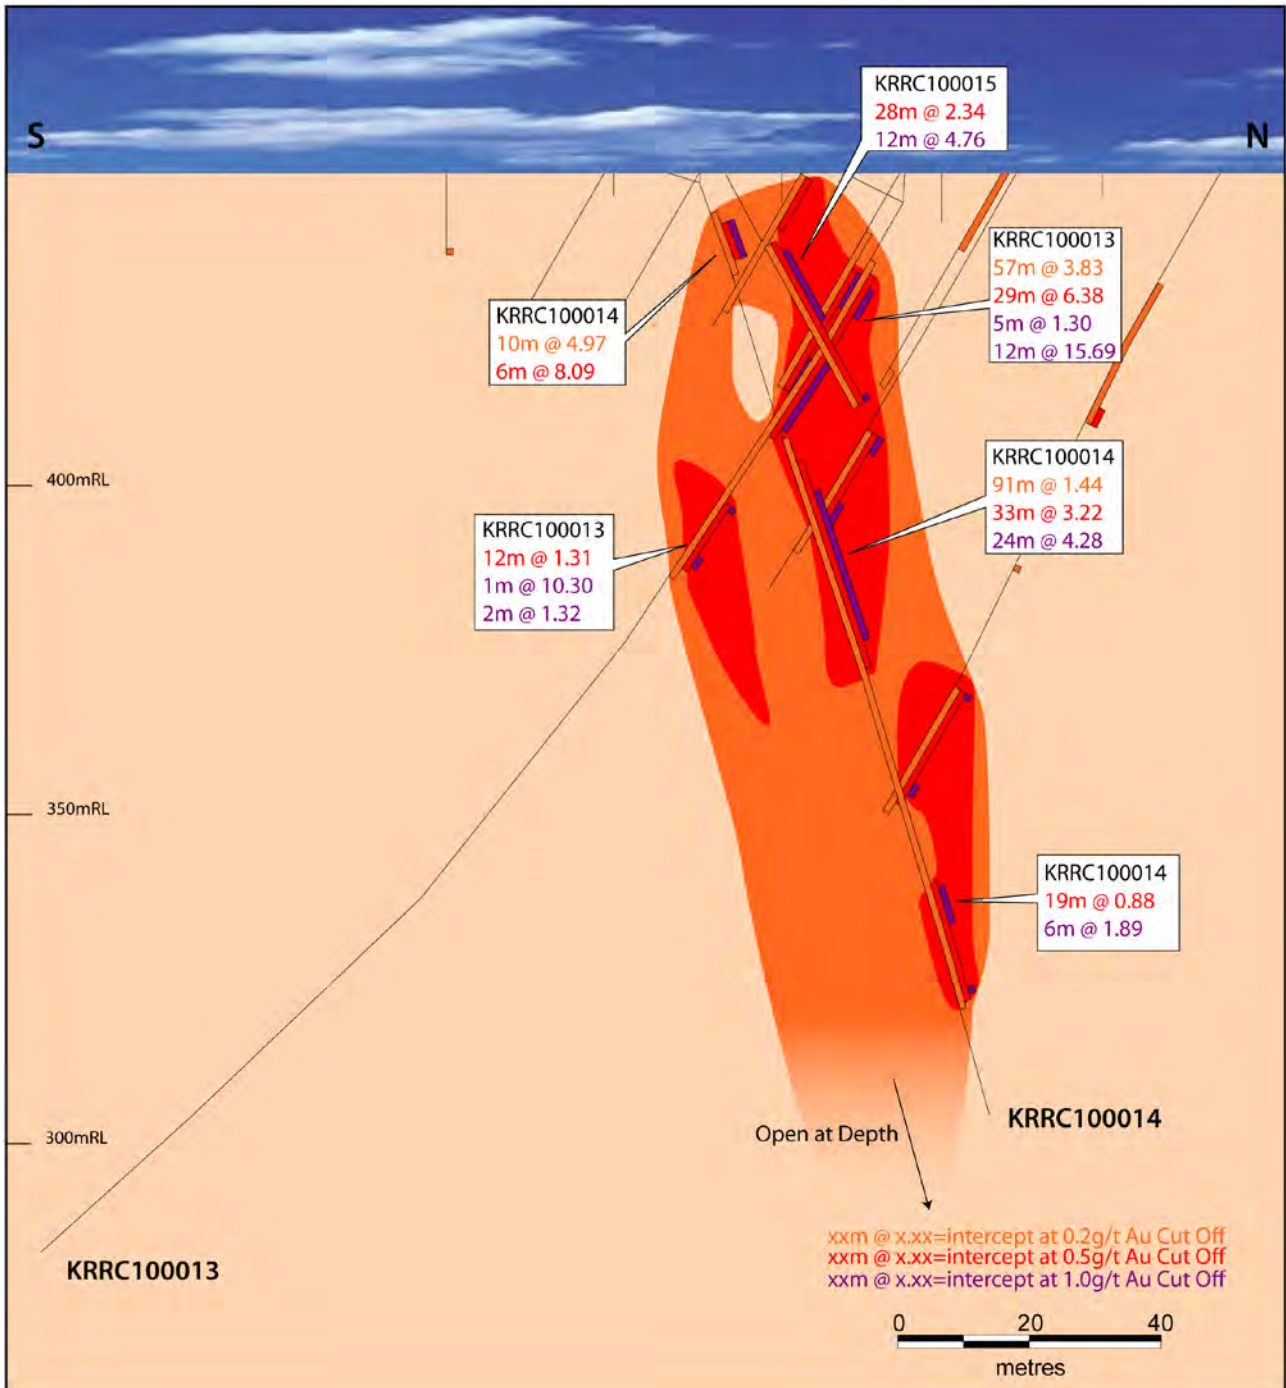 S
N
KRRC100015
28m @ 2.34
12m @ 4.76
KRRC100013
57m @ 3.83
29m @ 6.38
5m @ 1.30
12m @ 15.69
KRRC100014
10m @ 4.97
6m @ 8.09
KRRC100014
91m @ 1.44
33m @ 3.22
24m @ 4.28
400mRL
KRRC100013
12m @ 1.31
1m @ 10.30
2m @ 1.32
350mRL
KRRC100014
19m @ 0.88
6m @ 1.89
300mRL
Open at Depth
KRRC100014
KRRC100013
xxm @ x.xx=intercept at 0.2g/t Au Cut Off
xxm @ x.xx=intercept at 0.5g/t Au Cut Off
xxm @ x.xx=intercept at 1.0g/t Au Cut Off
0 20 40
metres